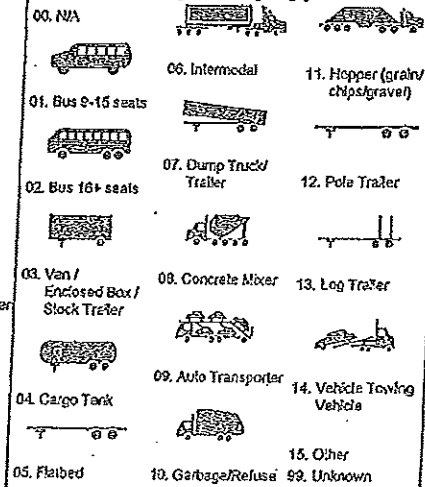 00. N/A
01. Bus 9-15 seats
02. Bus 16+ seats
03. Van /
Enclosed Box /
Stock Trailer
04. Cargo Tank
05. Flatbed
06. Intermodal
07. Dump Truck/
Trailer
08. Concrete Mixer
09. Auto Transporter
10. Garbage/Refuse
11. Hopper (grain/
chips/gravel)
12. Pole Trailer
13. Log Trailer
14. Vehicle Towing
Vehicle
15. Other
99. Unknown